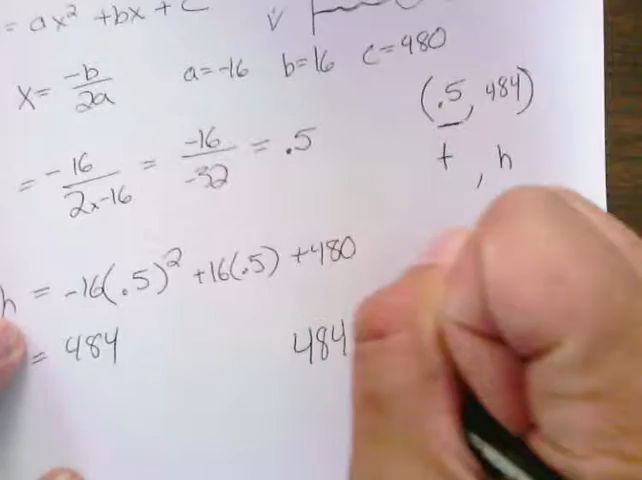 = ax² + bx + c
x = -b/2a a=-16 b=16 c=480
(.5, 484)
= -16/2x-16 = -16/-32 = .5
t, h
h = -16(.5)² +16(.5) +480
= 484 484